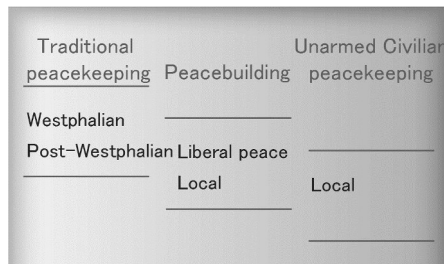 Traditional
peacekeeping
Westphalian
Post-Westphalian
Peacebuilding
Liberal peace
Local
Unarmed Civilian
peacekeeping
Local